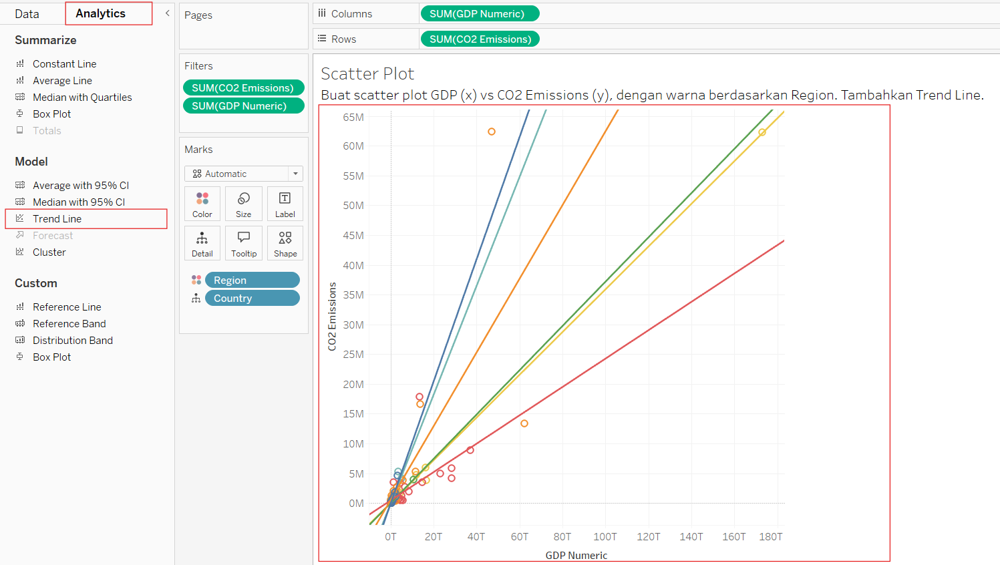 Data
Analytics
Summarize
Constant Line
Average Line
Median with Quartiles
Box Plot
Totals
Model
Average with 95% CI
Median with 95% CI
Trend Line
Forecast
Cluster
Custom
Reference Line
Reference Band
Distribution Band
Box Plot
Pages
Filters
SUM(CO2 Emissions)
SUM(GDP Numeric)
Marks
Automatic
Color
Size
Label
Detail
Tooltip
Shape
Region
Country
Columns
SUM(GDP Numeric)
Rows
SUM(CO2 Emissions)
Scatter Plot
Buat scatter plot GDP (x) vs CO2 Emissions (y), dengan warna berdasarkan Region. Tambahkan Trend Line.
CO2 Emissions
65M
60M
55M
50M
45M
40M
35M
30M
25M
20M
15M
10M
5M
0M
0T 20T 40T 60T 80T 100T 120T 140T 160T 180T
GDP Numeric